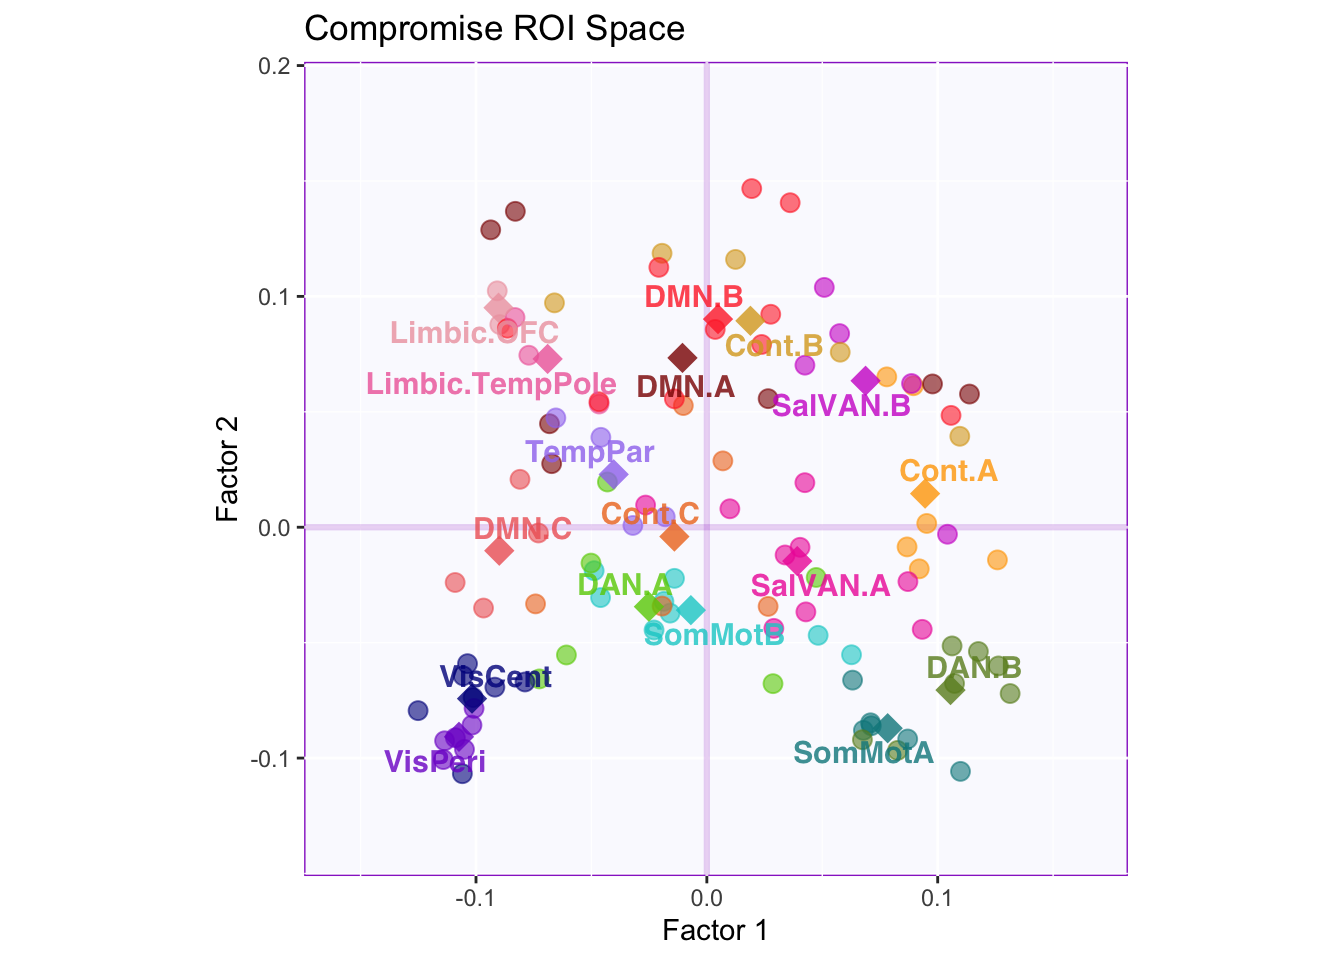 Compromise ROI Space
0.2
0.1
0.0
-0.1
Factor 2
DMN.B
Limbic.OFC
Cont.B
Limbic.TempPole
DMN.A
SalVAN.B
TempPar
Cont.A
Cont.C
DMN.C
DAN.A
SalVAN.A
SomMotB
DAN.B
VisCent
SomMotA
VisPeri
-0.1
0.0
0.1
Factor 1